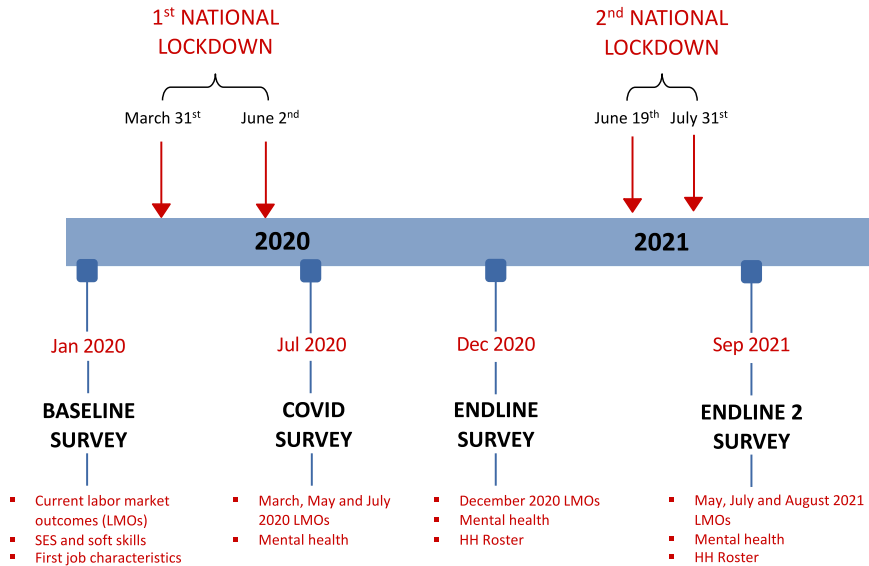 1st NATIONAL
LOCKDOWN
2nd NATIONAL
LOCKDOWN
March 31st
June 2nd
June 19th
July 31st
2020
2021
Jan 2020
Jul 2020
Dec 2020
Sep 2021
BASELINE
SURVEY
COVID
SURVEY
ENDLINE
SURVEY
ENDLINE 2
SURVEY
▪ Current labor market
outcomes (LMOs)
▪ SES and soft skills
▪ First job characteristics
▪ March, May and July
2020 LMOs
▪ Mental health
▪ December 2020 LMOs
▪ Mental health
▪ HH Roster
▪ May, July and August 2021
LMOs
▪ Mental health
▪ HH Roster